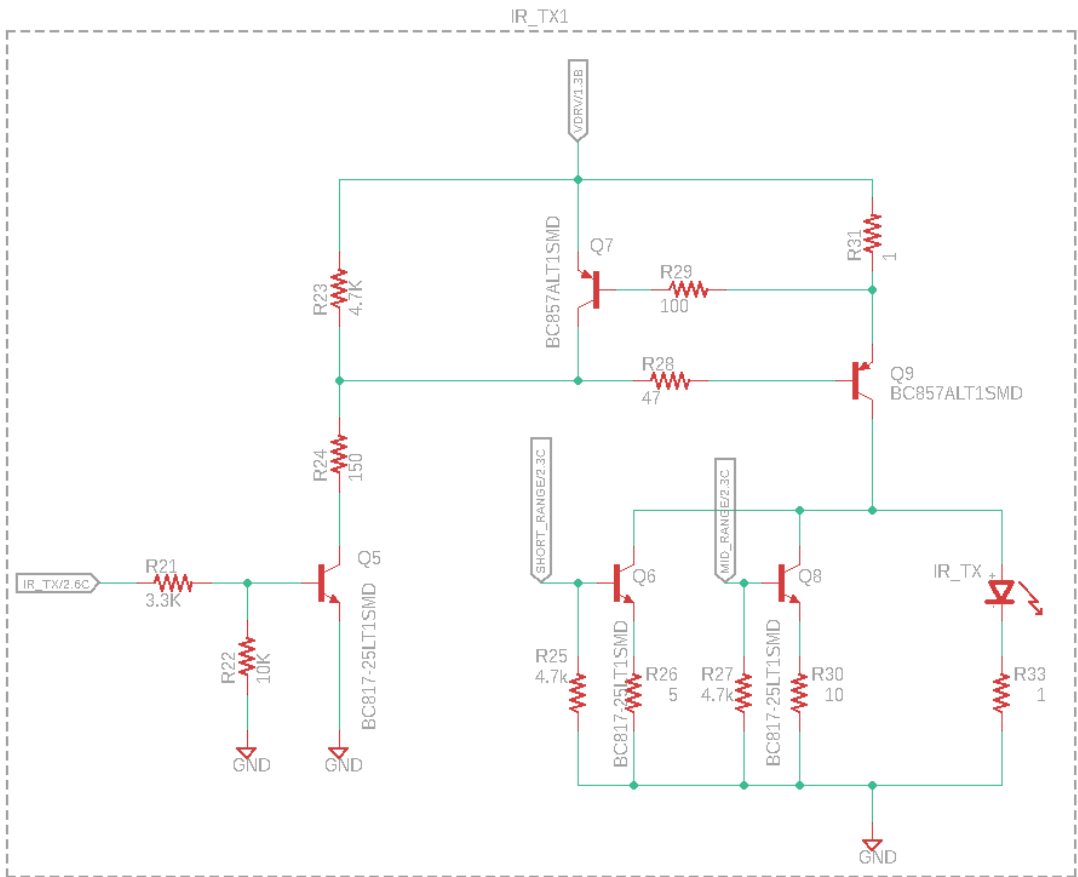 IR_TX1
VDRV/1.3B
R23
4.7K
BC857ALT1SMD
Q7
R29
100
R31
1
R28
47
Q9
BC857ALT1SMD
R24
150
SHORT_RANGE/2.3C
MID_RANGE/2.3C
IR_TX/2.6C
R21
3.3K
Q5
BC817-25LT1SMD
R22
10K
GND
GND
Q6
BC817-25LT1SMD
R25
4.7k
R26
5
Q8
BC817-25LT1SMD
R27
4.7k
R30
10
IR_TX
+
R33
1
GND